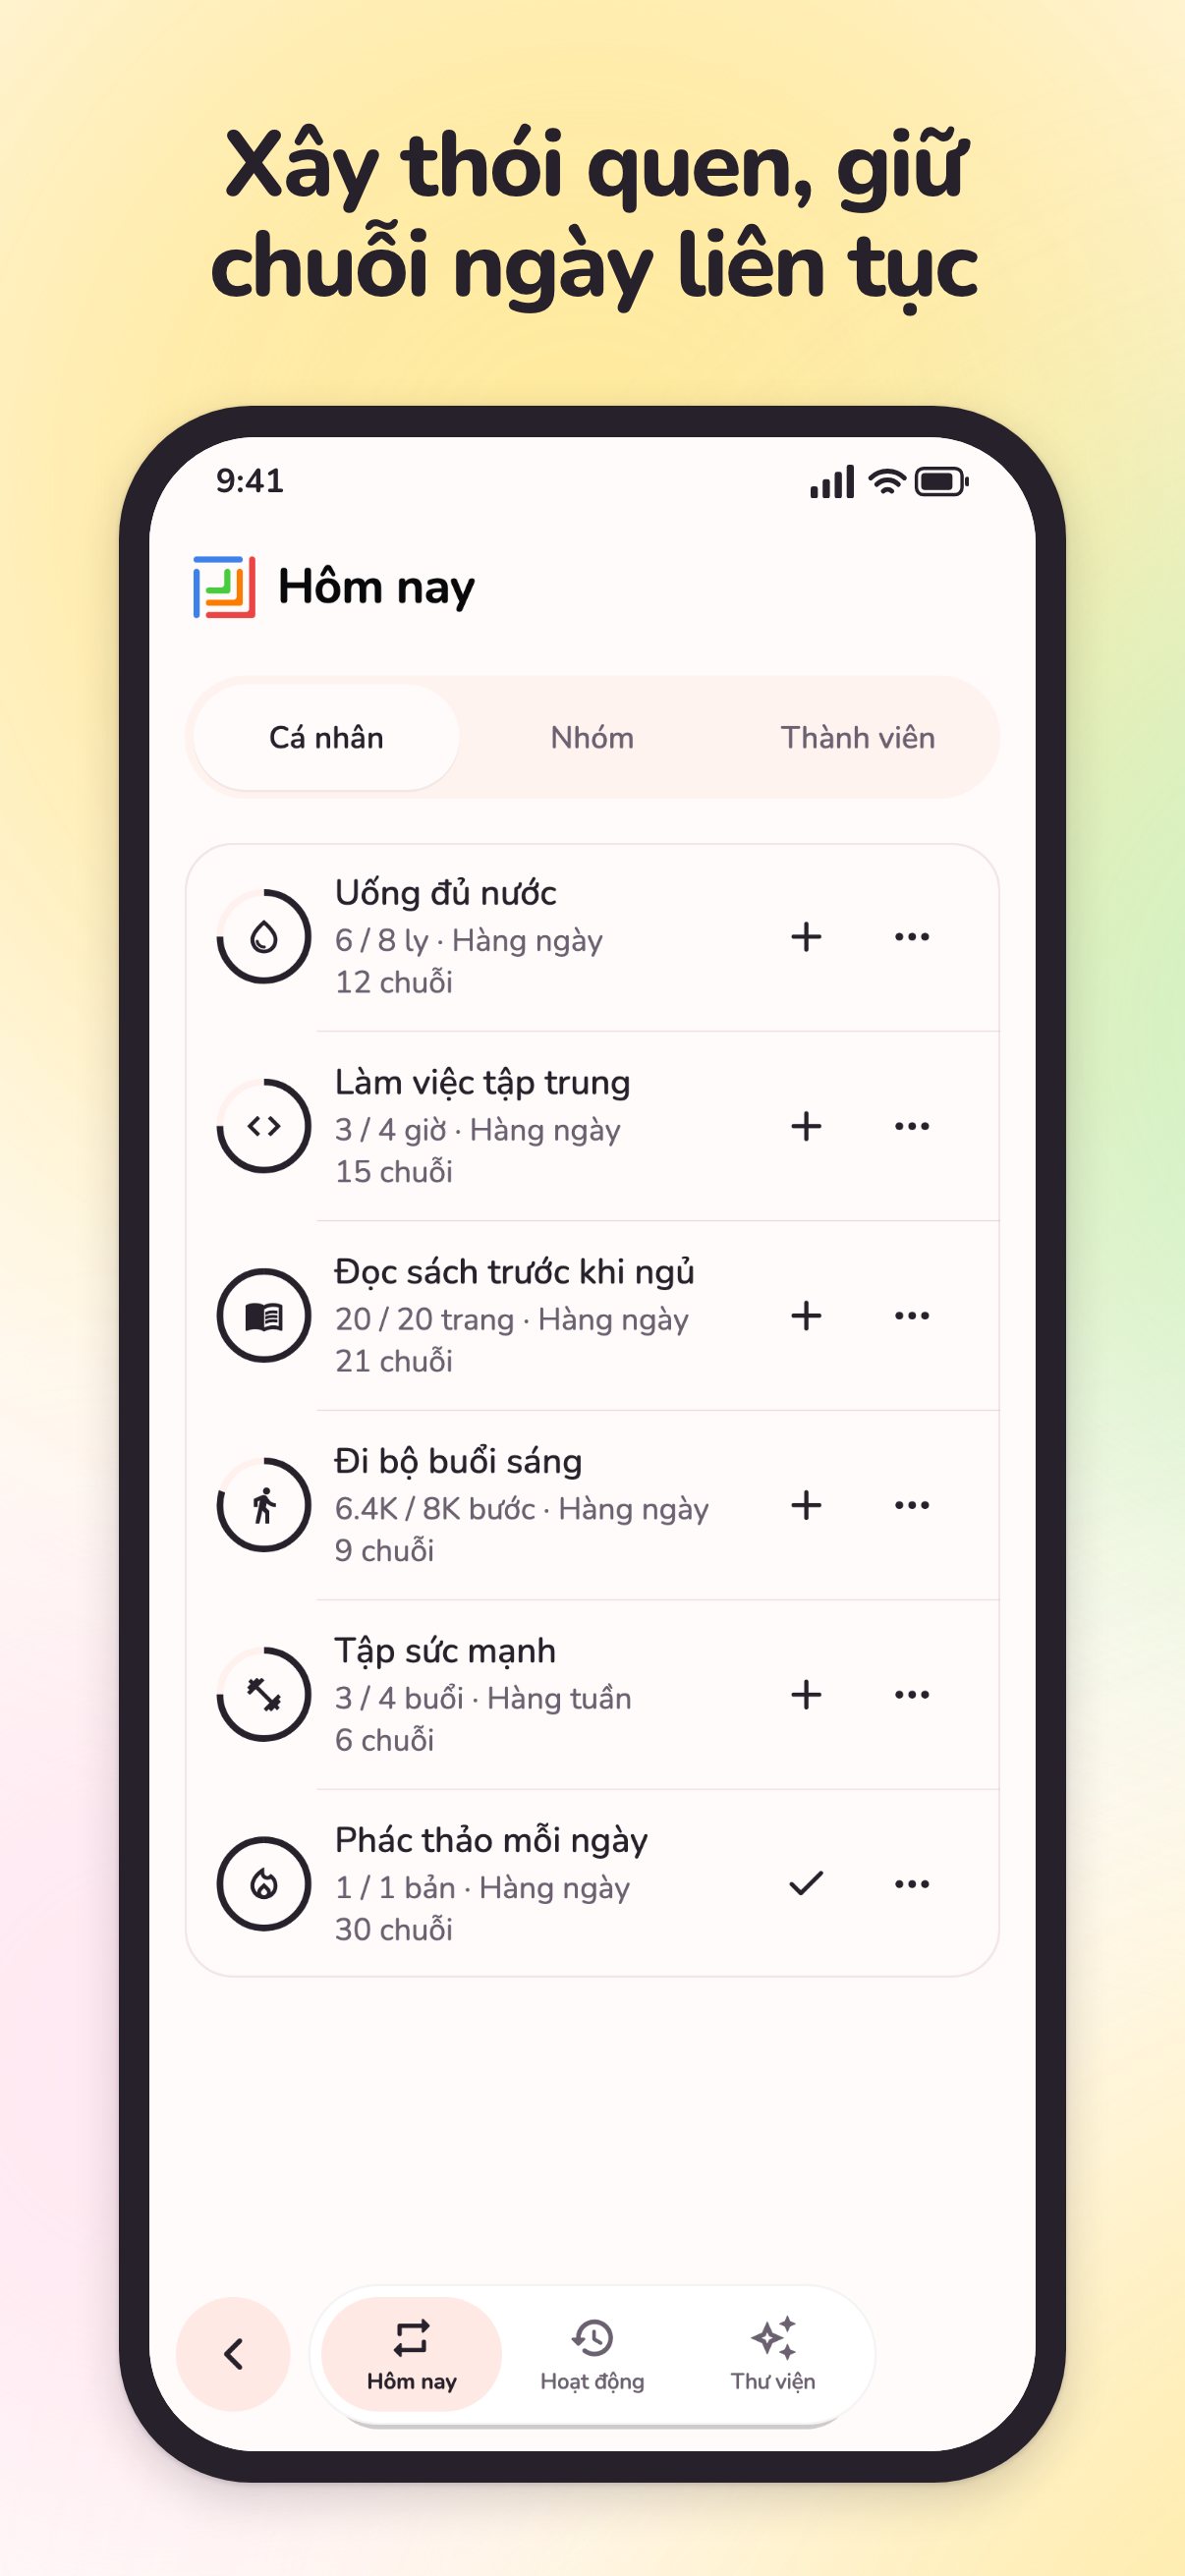 Xây thói quen, giữ
chuỗi ngày liên tục
9:41
Hôm nay
Cá nhân
Nhóm
Thành viên
Uống đủ nước
6 / 8 ly · Hàng ngày
12 chuỗi
Làm việc tập trung
3 / 4 giờ · Hàng ngày
15 chuỗi
Đọc sách trước khi ngủ
20 / 20 trang · Hàng ngày
21 chuỗi
Đi bộ buổi sáng
6.4K / 8K bước · Hàng ngày
9 chuỗi
Tập sức mạnh
3 / 4 buổi · Hàng tuần
6 chuỗi
Phác thảo mỗi ngày
1 / 1 bản · Hàng ngày
30 chuỗi
Hôm nay
Hoạt động
Thư viện